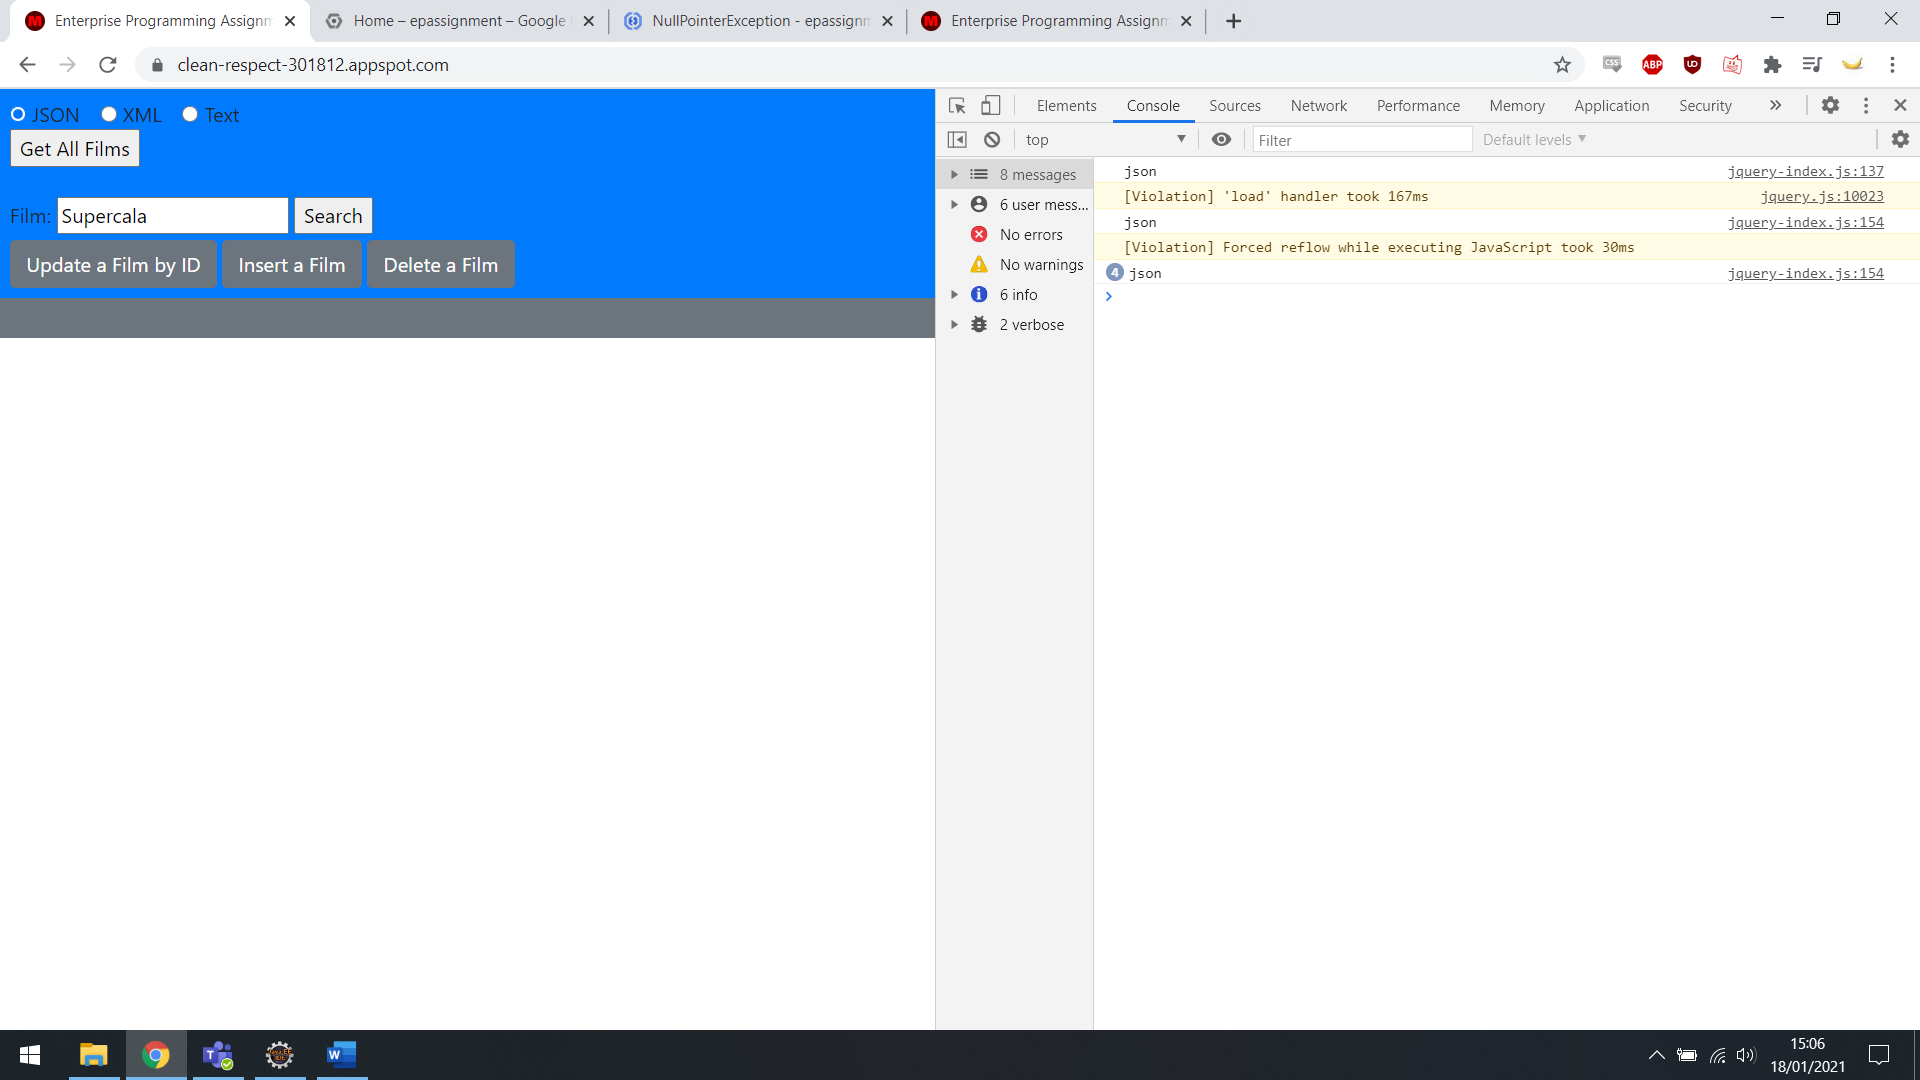 Enterprise Programming Assignm
Home – epassignment – Google
NullPointerException - epassignm
Enterprise Programming Assignm
clean-respect-301812.appspot.com
CSS
ABP
JSON XML Text
Get All Films
Film: Supercala Search
Update a Film by ID Insert a Film Delete a Film
Elements Console Sources Network Performance Memory Application Security
top Filter Default levels
8 messages
6 user mess...
No errors
No warnings
6 info
2 verbose
json jquery-index.js:137
[Violation] 'load' handler took 167ms jquery.js:10023
json jquery-index.js:154
[Violation] Forced reflow while executing JavaScript took 30ms
4 json jquery-index.js:154
15:06
18/01/2021